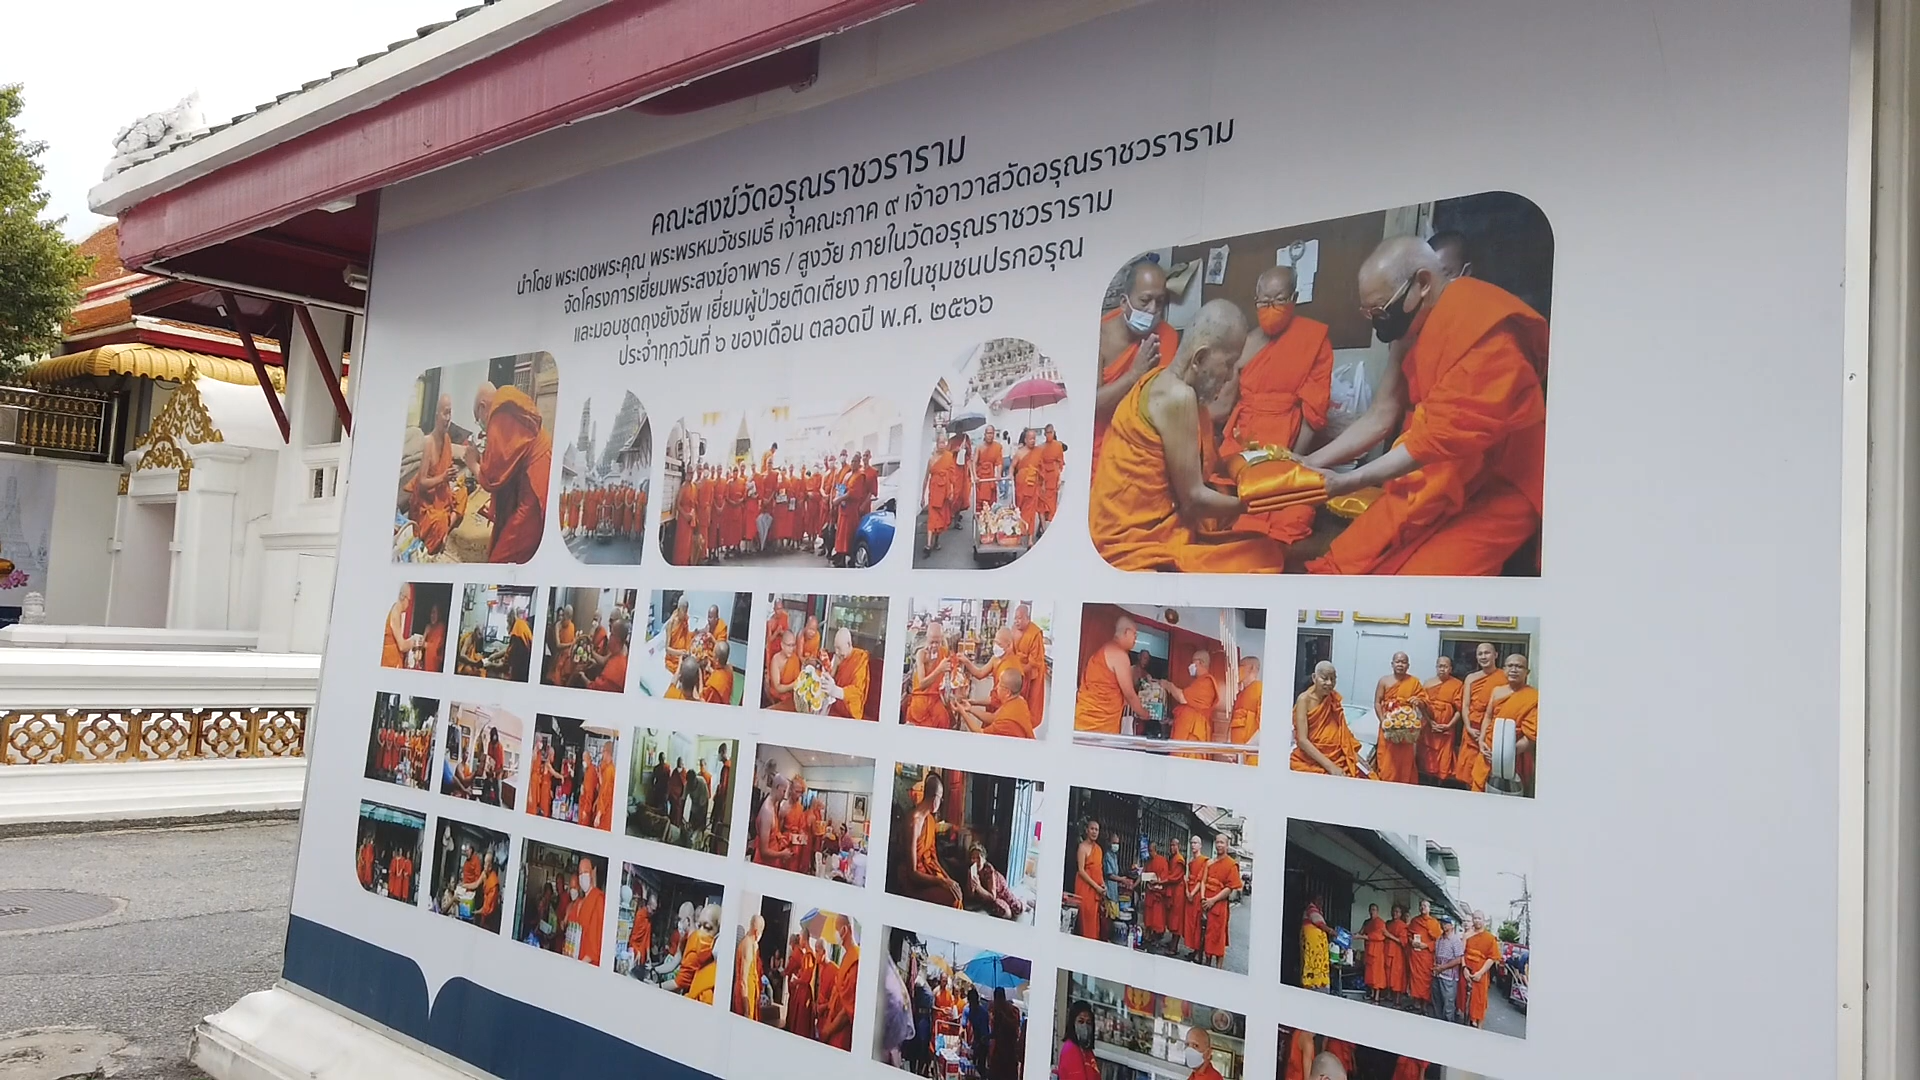 คณะสงฆ์วัดอรุณราชวราราม
นำโดย พระเดชพระคุณ พระพรหมวัชรเมธี เจ้าคณะภาค ๙ เจ้าอาวาสวัดอรุณราชวราราม
จัดโครงการเยี่ยมพระสงฆ์อาพาธ / สูงวัย ภายในวัดอรุณราชวราราม
และมอบชุดถุงยังชีพ เยี่ยมผู้ป่วยติดเตียง ภายในชุมชนปรกอรุณ
ประจำทุกวันที่ ๖ ของเดือน ตลอดปี พ.ศ. ๒๕๖๖